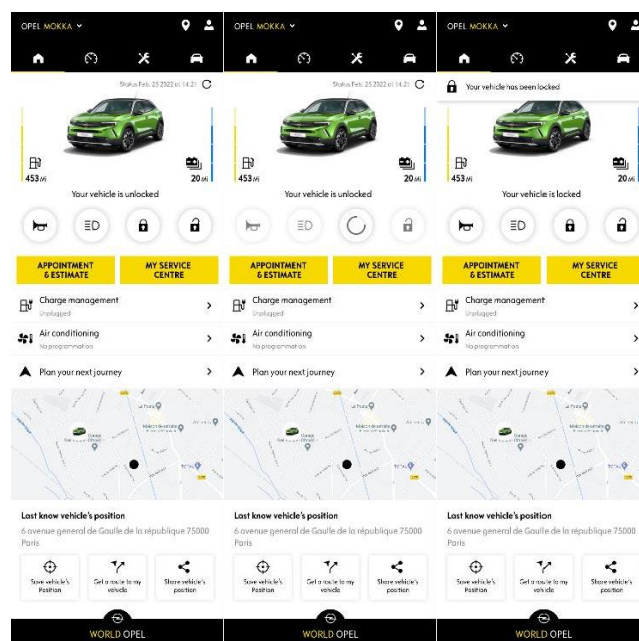 OPEL MOKKA
Status Feb. 25 2022 at 14.21
453 Mi
20 Mi
Your vehicle is unlocked
APPOINTMENT
& ESTIMATE
MY SERVICE
CENTRE
Charge management
Unplugged
Air conditioning
No programmation
Plan your next journey
Last know vehicle's position
6 avenue general de Gaulle de la république 75000
Paris
Save vehicle's
Position
Get a route to my
vehicle
Share vehicle's
position
WORLD OPEL
OPEL MOKKA
Status Feb. 25 2022 at 14.21
453 Mi
20 Mi
Your vehicle is unlocked
APPOINTMENT
& ESTIMATE
MY SERVICE
CENTRE
Charge management
Unplugged
Air conditioning
No programmation
Plan your next journey
Last know vehicle's position
6 avenue general de Gaulle de la république 75000
Paris
Save vehicle's
Position
Get a route to my
vehicle
Share vehicle's
position
WORLD OPEL
OPEL MOKKA
Your vehicle has been locked
453 Mi
20 Mi
Your vehicle is locked
APPOINTMENT
& ESTIMATE
MY SERVICE
CENTRE
Charge management
Unplugged
Air conditioning
No programmation
Plan your next journey
Last know vehicle's position
6 avenue general de Gaulle de la république 75000
Paris
Save vehicle's
Position
Get a route to my
vehicle
Share vehicle's
position
WORLD OPEL